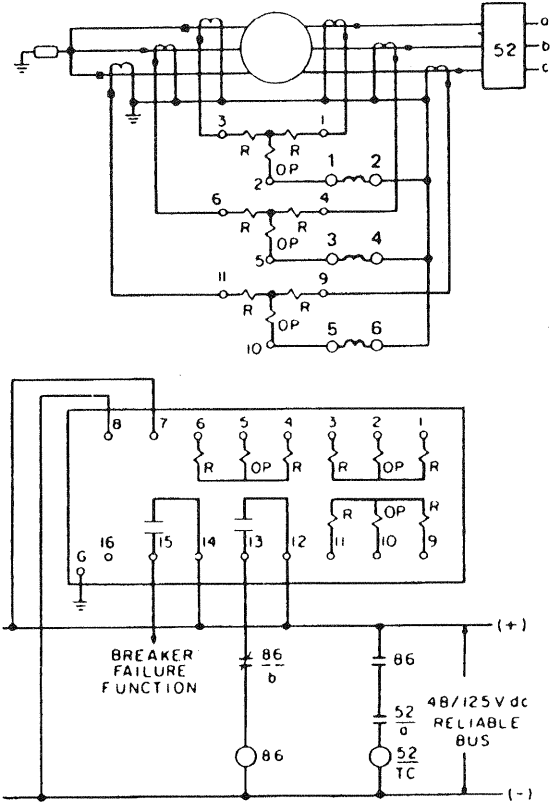 a
52
b
c
3
1
R
R
OP
1
2
2
6
4
R
R
OP
3
4
5
11
9
R
R
OP
5
6
10
8
7
6
5
4
3
2
1
R
OP
R
R
OP
R
R
OP
R
G
16
15
14
13
12
11
10
9
(+)
BREAKER
FAILURE
FUNCTION
86
b
86
52
a
48/125 V dc
RELIABLE
BUS
86
52
TC
(-)